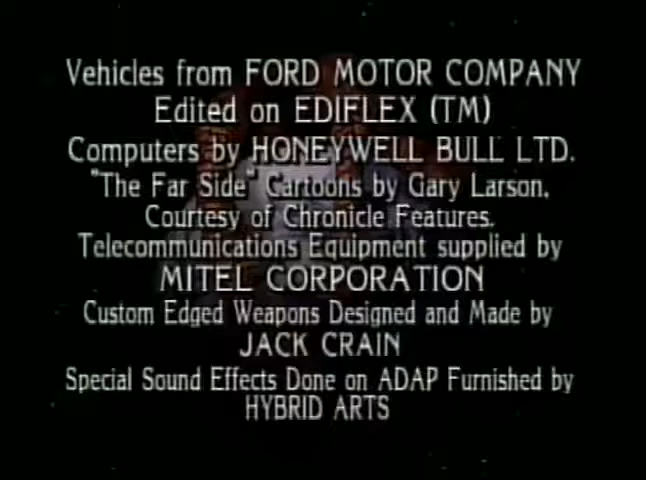 Vehicles from FORD MOTOR COMPANY
Edited on EDIFLEX (TM)
Computers by HONEYWELL BULL LTD.
"The Far Side" Cartoons by Gary Larson,
Courtesy of Chronicle Features.
Telecommunications Equipment supplied by
MITEL CORPORATION
Custom Edged Weapons Designed and Made by
JACK CRAIN
Special Sound Effects Done on ADAP Furnished by
HYBRID ARTS